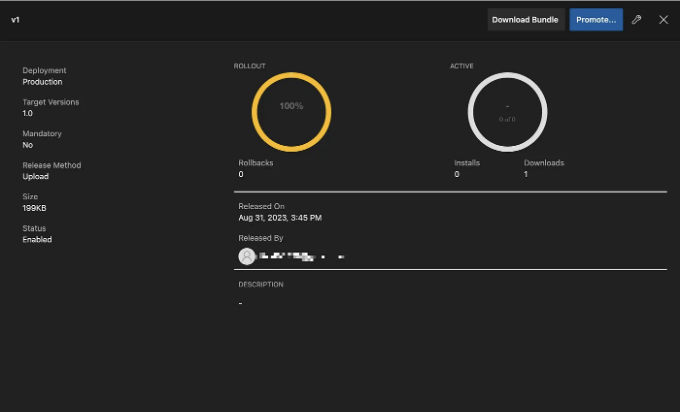 v1
Download Bundle
Promote...
Deployment
Production
Target Versions
1.0
Mandatory
No
Release Method
Upload
Size
199KB
Status
Enabled
ROLLOUT
100%
Rollbacks
0
ACTIVE
-
0 of 0
Installs
0
Downloads
1
Released On
Aug 31, 2023, 3:45 PM
Released By
DESCRIPTION
-